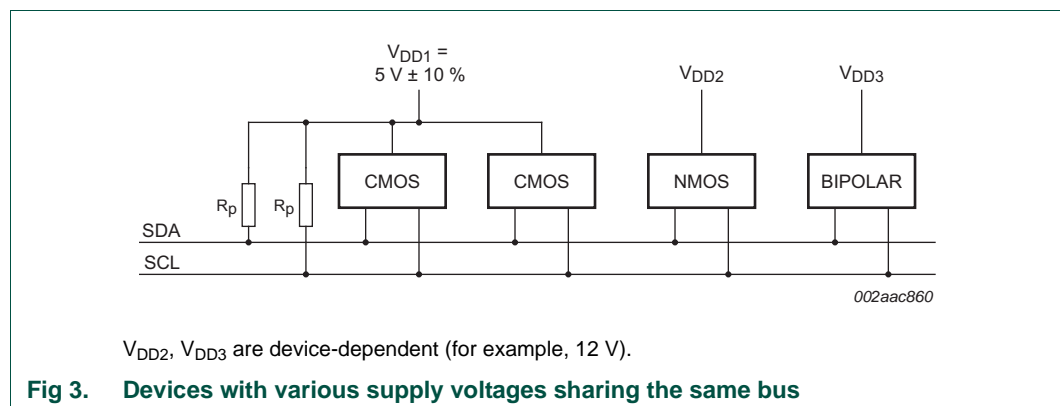 VDD1 =
5 V ± 10 %
VDD2
VDD3
CMOS
CMOS
NMOS
BIPOLAR
Rp
Rp
SDA
SCL
002aac860
VDD2, VDD3 are device-dependent (for example, 12 V).
Fig 3. Devices with various supply voltages sharing the same bus